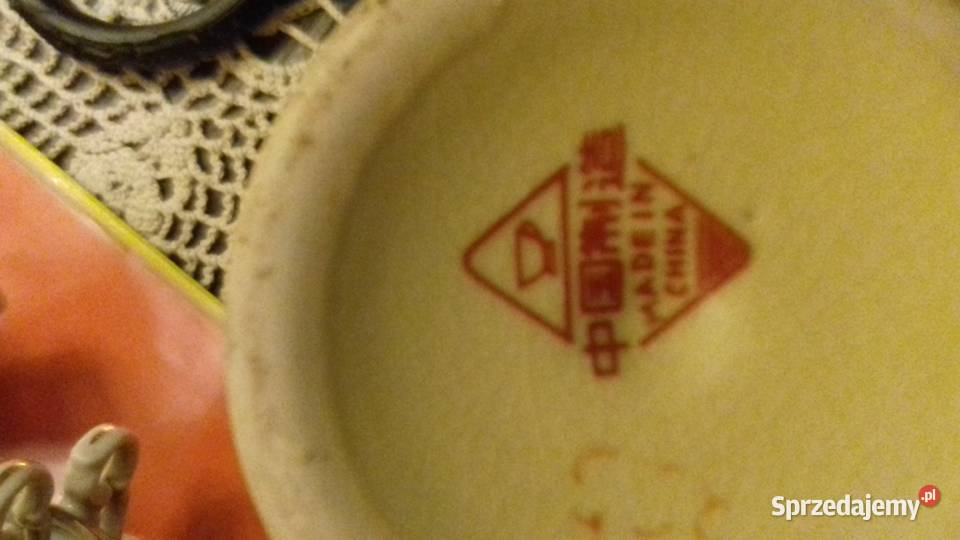 中国制造
MADE IN
CHINA
Sprzedajemy.pl